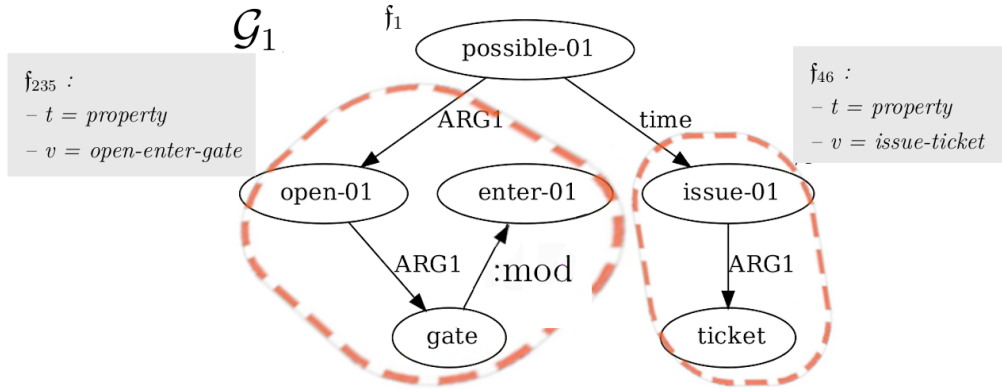 𝒢₁
𝔣₁
possible-01
𝔣₂₃₅ :
– t = property
– v = open-enter-gate
𝔣₄₆ :
– t = property
– v = issue-ticket
ARG1
time
open-01
enter-01
issue-01
ARG1
:mod
ARG1
gate
ticket